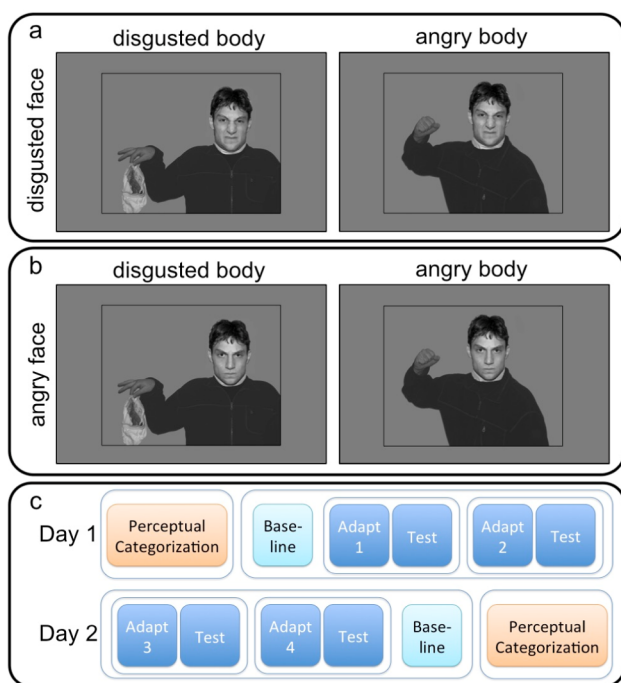 a
disgusted body angry body
disgusted face
b
disgusted body angry body
angry face
c
Day 1
Perceptual
Categorization
Base-
line
Adapt
1
Test
Adapt
2
Test
Day 2
Adapt
3
Test
Adapt
4
Test
Base-
line
Perceptual
Categorization